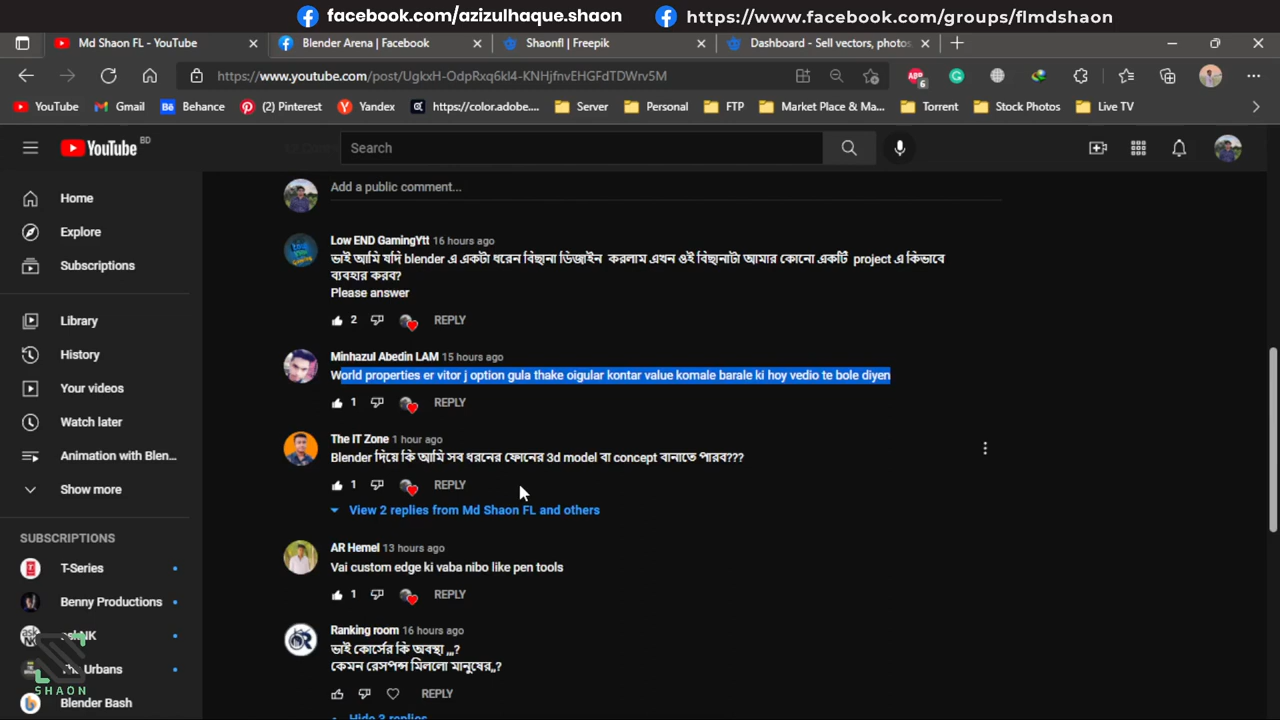 facebook.com/azizulhaque.shaon
https://www.facebook.com/groups/flmdshaon
Md Shaon FL - YouTube
Blender Arena | Facebook
Shaonfl | Freepik
Dashboard - Sell vectors, photos,
https://www.youtube.com/post/UgkxH-OdpRxq6kl4-KNHjfnvEHGFdTDWrv5M
6
YouTube
Gmail
Behance
(2) Pinterest
Yandex
https://color.adobe....
Server
Personal
FTP
Market Place & Ma...
Torrent
Stock Photos
Live TV
YouTube BD
Search
Home
Explore
Subscriptions
Library
History
Your videos
Watch later
Animation with Blen...
Show more
SUBSCRIPTIONS
T-Series
Benny Productions
askNK
The Urbans
Blender Bash
SHAON
Add a public comment...
Low END GamingYtt 16 hours ago
ভাই আমি যদি blender এ একটা ধরেন বিছানা ডিজাইন করলাম এখন ওই বিছানাটা আমার কোনো একটি project এ কিভাবে
ব্যবহার করব?
Please answer
2 REPLY
Minhazul Abedin LAM 15 hours ago
World properties er vitor j option gula thake oigular kontar value komale barale ki hoy vedio te bole diyen
1 REPLY
The IT Zone 1 hour ago
Blender দিয়ে কি আমি সব ধরনের ফোনের 3d model বা concept বানাতে পারব???
1 REPLY
View 2 replies from Md Shaon FL and others
AR Hemel 13 hours ago
Vai custom edge ki vaba nibo like pen tools
1 REPLY
Ranking room 16 hours ago
ভাই কোর্সের কি অবস্থা ,,,?
কেমন রেসপন্স মিললো মানুষের,,?
REPLY
Hide 3 replies